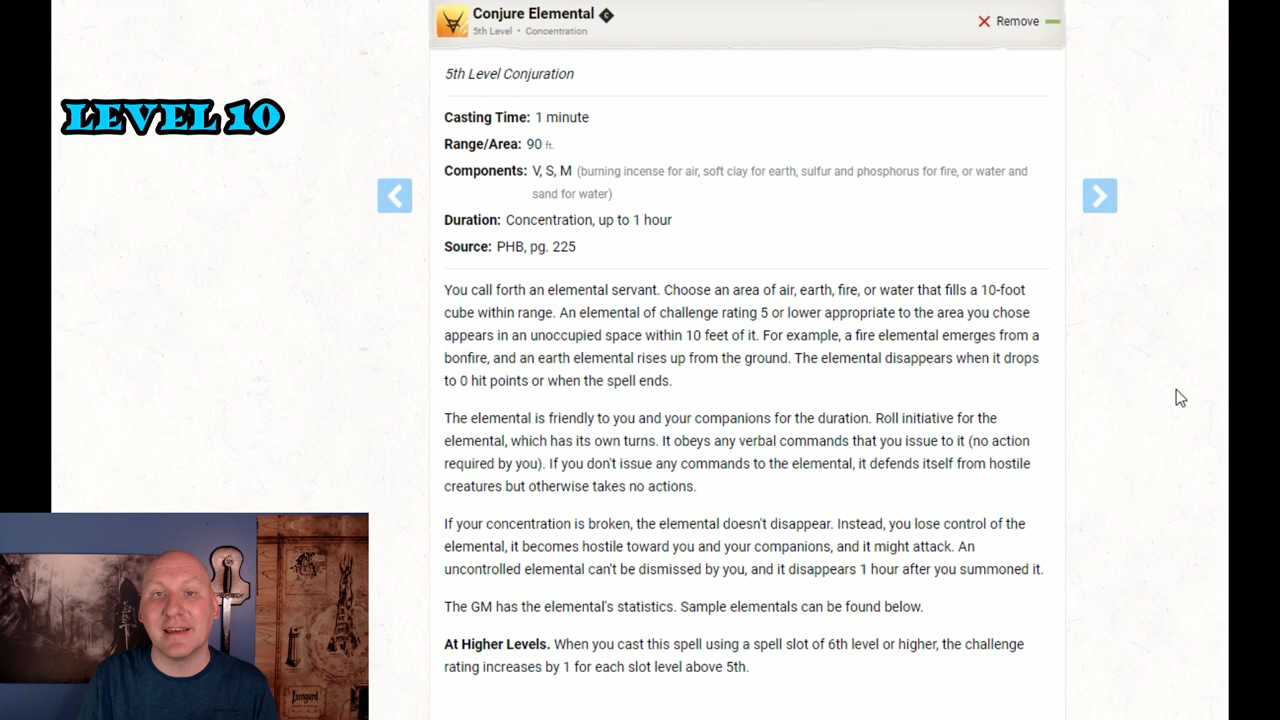 Conjure Elemental C
5th Level • Concentration
Remove
LEVEL 10
5th Level Conjuration
Casting Time: 1 minute
Range/Area: 90 ft.
Components: V, S, M (burning incense for air, soft clay for earth, sulfur and phosphorus for fire, or water and
sand for water)
Duration: Concentration, up to 1 hour
Source: PHB, pg. 225
You call forth an elemental servant. Choose an area of air, earth, fire, or water that fills a 10-foot
cube within range. An elemental of challenge rating 5 or lower appropriate to the area you chose
appears in an unoccupied space within 10 feet of it. For example, a fire elemental emerges from a
bonfire, and an earth elemental rises up from the ground. The elemental disappears when it drops
to 0 hit points or when the spell ends.
The elemental is friendly to you and your companions for the duration. Roll initiative for the
elemental, which has its own turns. It obeys any verbal commands that you issue to it (no action
required by you). If you don't issue any commands to the elemental, it defends itself from hostile
creatures but otherwise takes no actions.
If your concentration is broken, the elemental doesn't disappear. Instead, you lose control of the
elemental, it becomes hostile toward you and your companions, and it might attack. An
uncontrolled elemental can't be dismissed by you, and it disappears 1 hour after you summoned it.
The GM has the elemental's statistics. Sample elementals can be found below.
At Higher Levels. When you cast this spell using a spell slot of 6th level or higher, the challenge
rating increases by 1 for each slot level above 5th.
Isengard